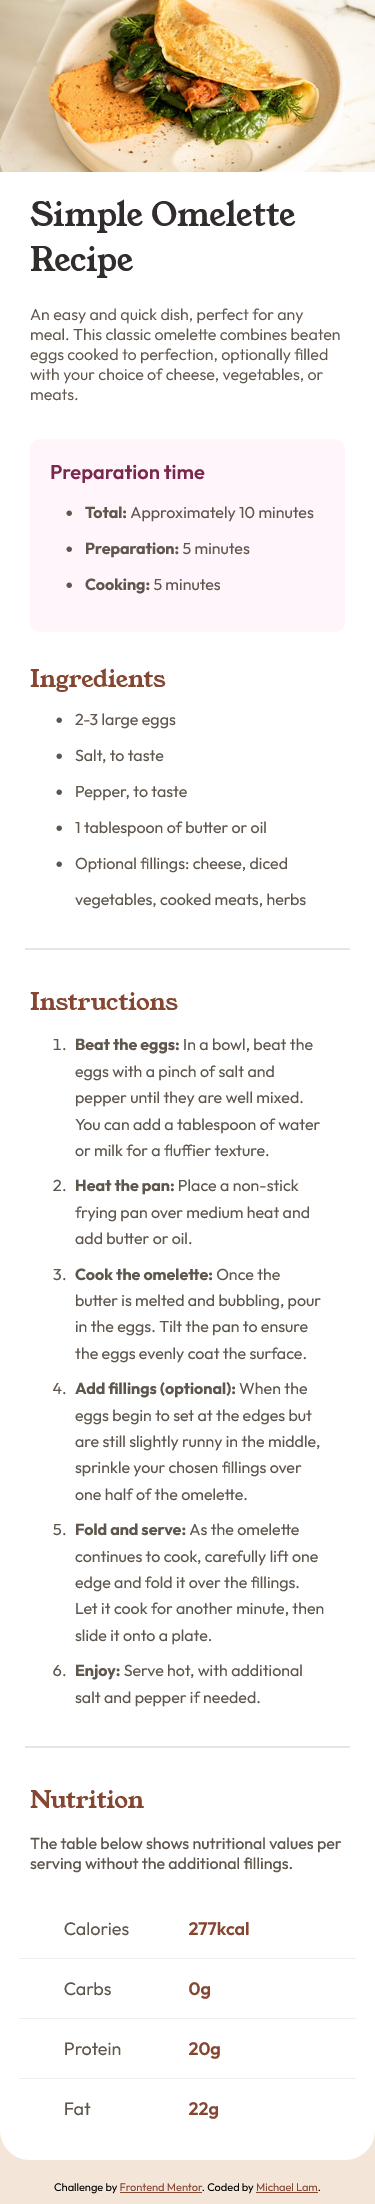 Simple Omelette
Recipe
An easy and quick dish, perfect for any
meal. This classic omelette combines beaten
eggs cooked to perfection, optionally filled
with your choice of cheese, vegetables, or
meats.
Preparation time
• Total: Approximately 10 minutes
• Preparation: 5 minutes
• Cooking: 5 minutes
Ingredients
• 2-3 large eggs
• Salt, to taste
• Pepper, to taste
• 1 tablespoon of butter or oil
• Optional fillings: cheese, diced
vegetables, cooked meats, herbs
Instructions
1. Beat the eggs: In a bowl, beat the
eggs with a pinch of salt and
pepper until they are well mixed.
You can add a tablespoon of water
or milk for a fluffier texture.
2. Heat the pan: Place a non-stick
frying pan over medium heat and
add butter or oil.
3. Cook the omelette: Once the
butter is melted and bubbling, pour
in the eggs. Tilt the pan to ensure
the eggs evenly coat the surface.
4. Add fillings (optional): When the
eggs begin to set at the edges but
are still slightly runny in the middle,
sprinkle your chosen fillings over
one half of the omelette.
5. Fold and serve: As the omelette
continues to cook, carefully lift one
edge and fold it over the fillings.
Let it cook for another minute, then
slide it onto a plate.
6. Enjoy: Serve hot, with additional
salt and pepper if needed.
Nutrition
The table below shows nutritional values per
serving without the additional fillings.
Calories 277kcal
Carbs 0g
Protein 20g
Fat 22g
Challenge by Frontend Mentor. Coded by Michael Lam.